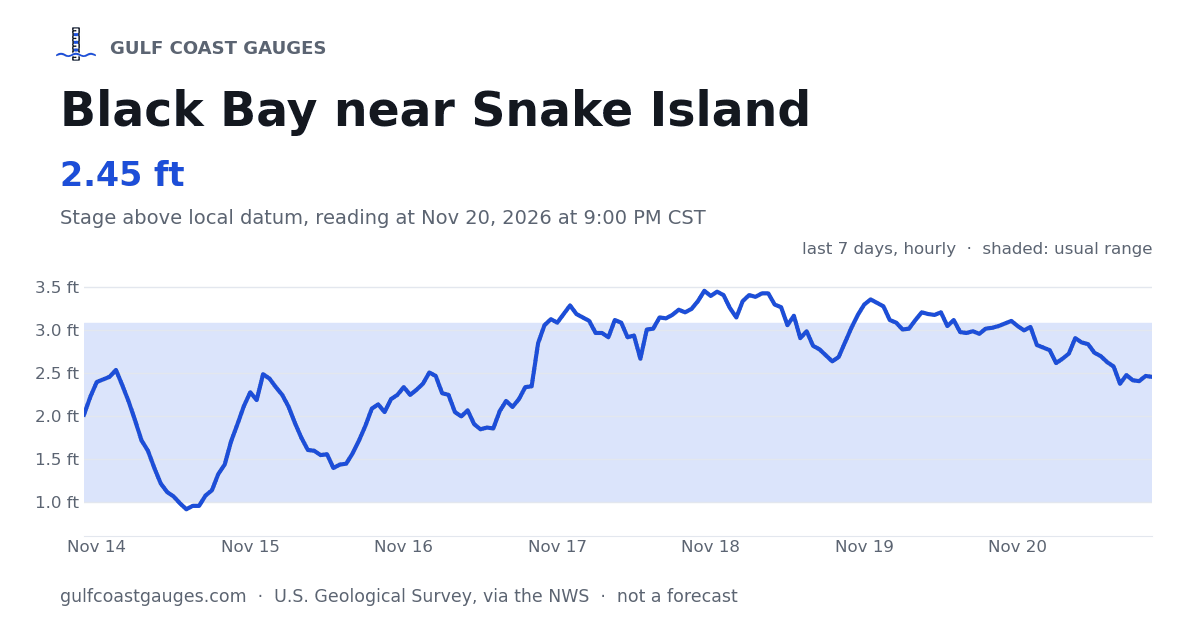 GULF COAST GAUGES
Black Bay near Snake Island
2.45 ft
Stage above local datum, reading at Nov 20, 2026 at 9:00 PM CST
last 7 days, hourly · shaded: usual range
3.5 ft
3.0 ft
2.5 ft
2.0 ft
1.5 ft
1.0 ft
Nov 14 Nov 15 Nov 16 Nov 17 Nov 18 Nov 19 Nov 20
gulfcoastgauges.com · U.S. Geological Survey, via the NWS · not a forecast